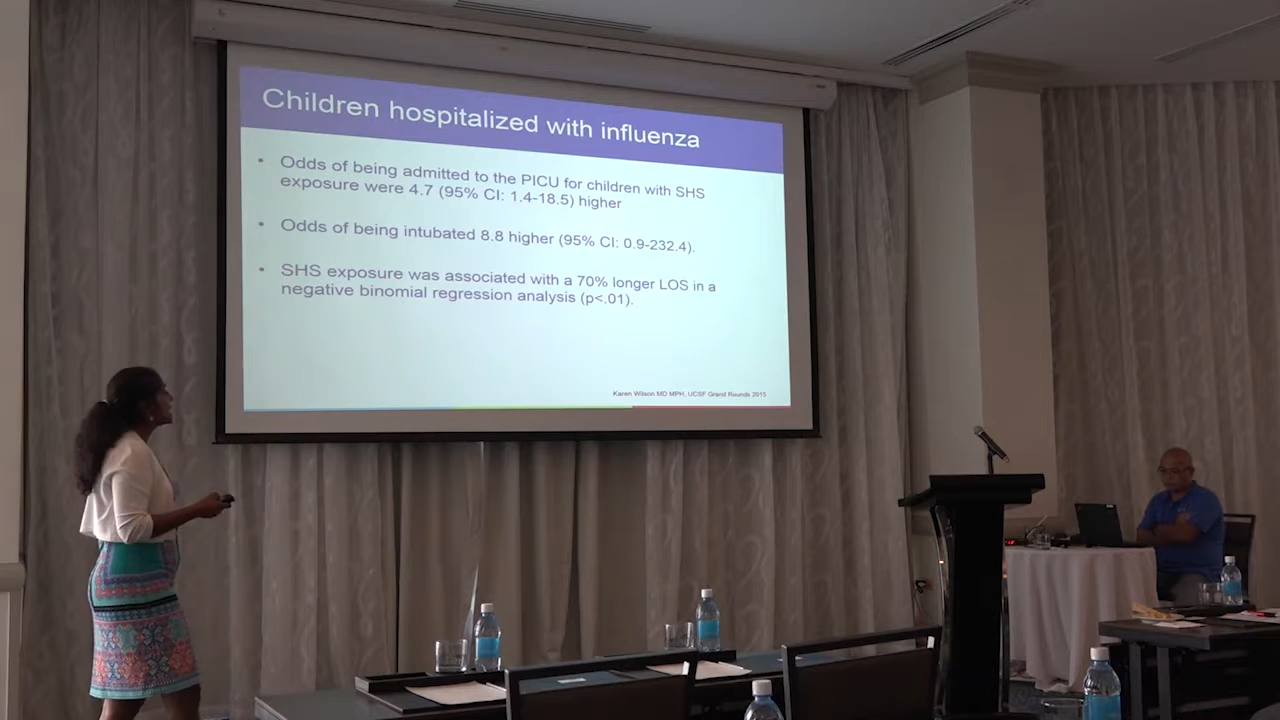 Children hospitalized with influenza
• Odds of being admitted to the PICU for children with SHS
exposure were 4.7 (95% CI: 1.4-18.5) higher
• Odds of being intubated 8.8 higher (95% CI: 0.9-232.4).
• SHS exposure was associated with a 70% longer LOS in a
negative binomial regression analysis (p<.01).
Karen Wilson MD MPH, UCSF Grand Rounds 2015